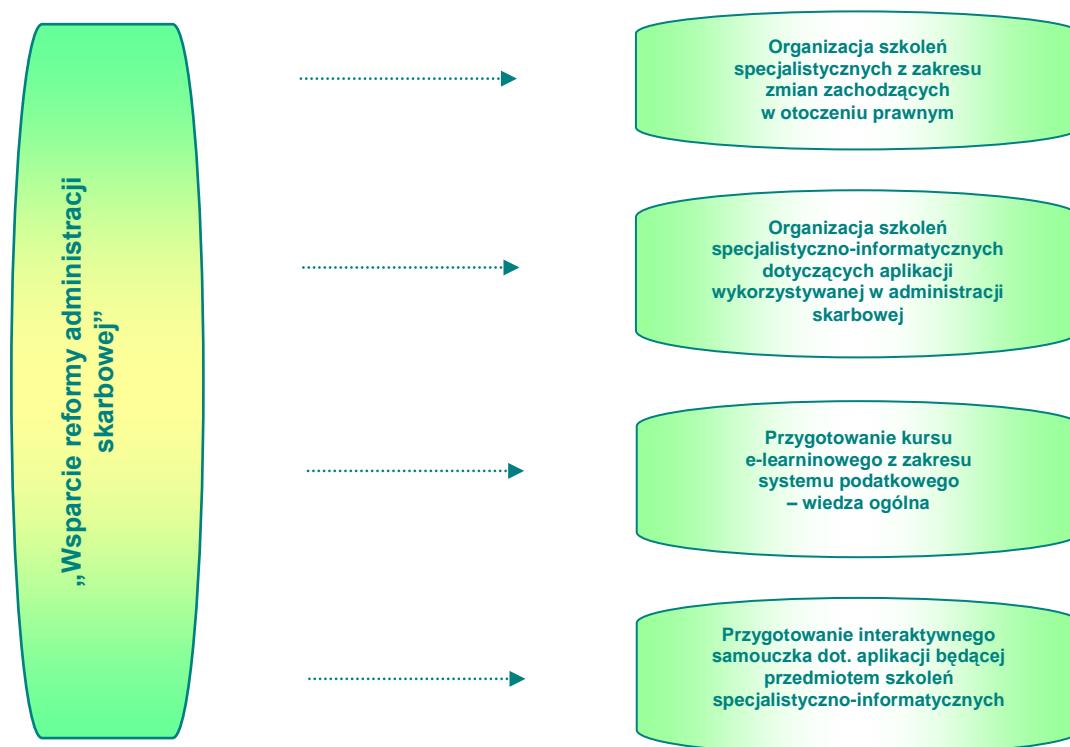 „Wsparcie reformy administracji
skarbowej”
Organizacja szkoleń
specjalistycznych z zakresu
zmian zachodzących
w otoczeniu prawnym
Organizacja szkoleń
specjalistyczno-informatycznych
dotyczących aplikacji
wykorzystywanej w administracji
skarbowej
Przygotowanie kursu
e-learninowego z zakresu
systemu podatkowego
– wiedza ogólna
Przygotowanie interaktywnego
samouczka dot. aplikacji będącej
przedmiotem szkoleń
specjalistyczno-informatycznych